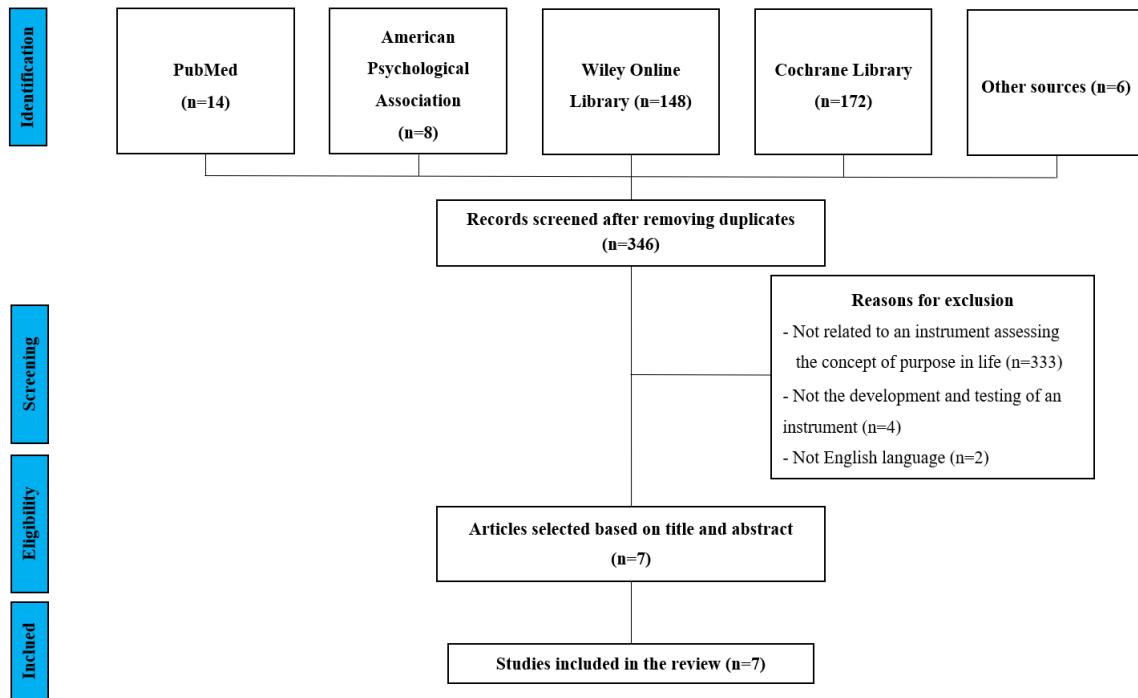 Identification
PubMed
(n=14)
American
Psychological
Association
(n=8)
Wiley Online
Library (n=148)
Cochrane Library
(n=172)
Other sources (n=6)
Records screened after removing duplicates
(n=346)
Screening
Reasons for exclusion
- Not related to an instrument assessing
the concept of purpose in life (n=333)
- Not the development and testing of an
instrument (n=4)
- Not English language (n=2)
Eligibility
Articles selected based on title and abstract
(n=7)
Inclued
Studies included in the review (n=7)